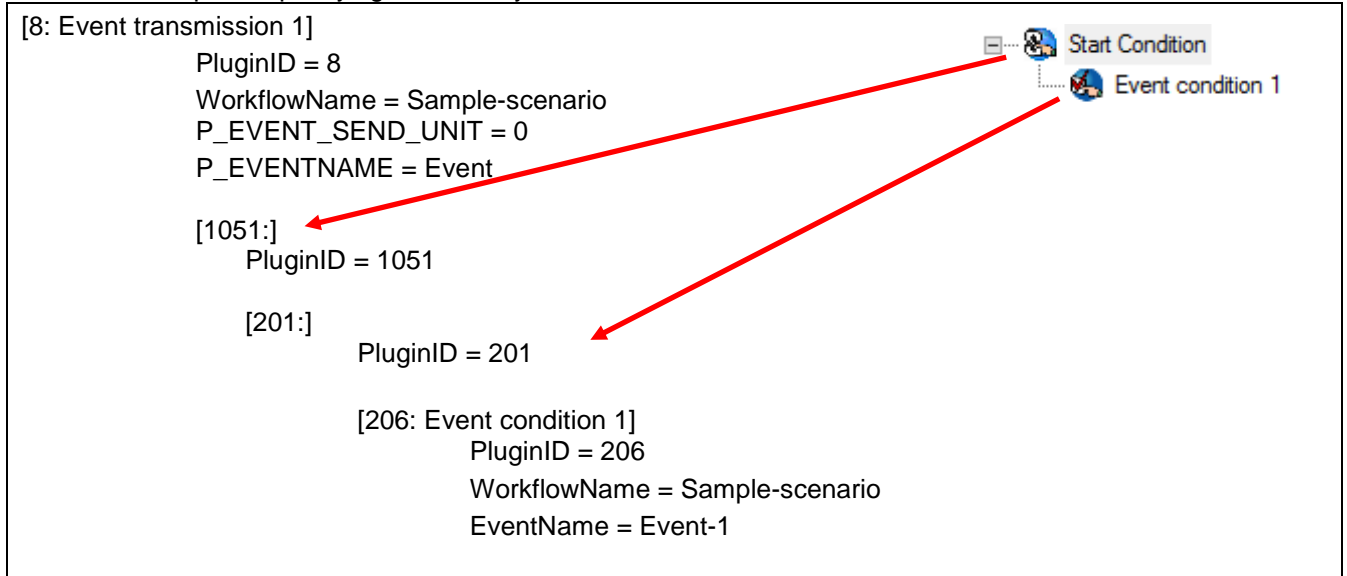 [8: Event transmission 1]
PluginID = 8
WorkflowName = Sample-scenario
P_EVENT_SEND_UNIT = 0
P_EVENTNAME = Event
[1051:]
PluginID = 1051
[201:]
PluginID = 201
[206: Event condition 1]
PluginID = 206
WorkflowName = Sample-scenario
EventName = Event-1
Start Condition
Event condition 1